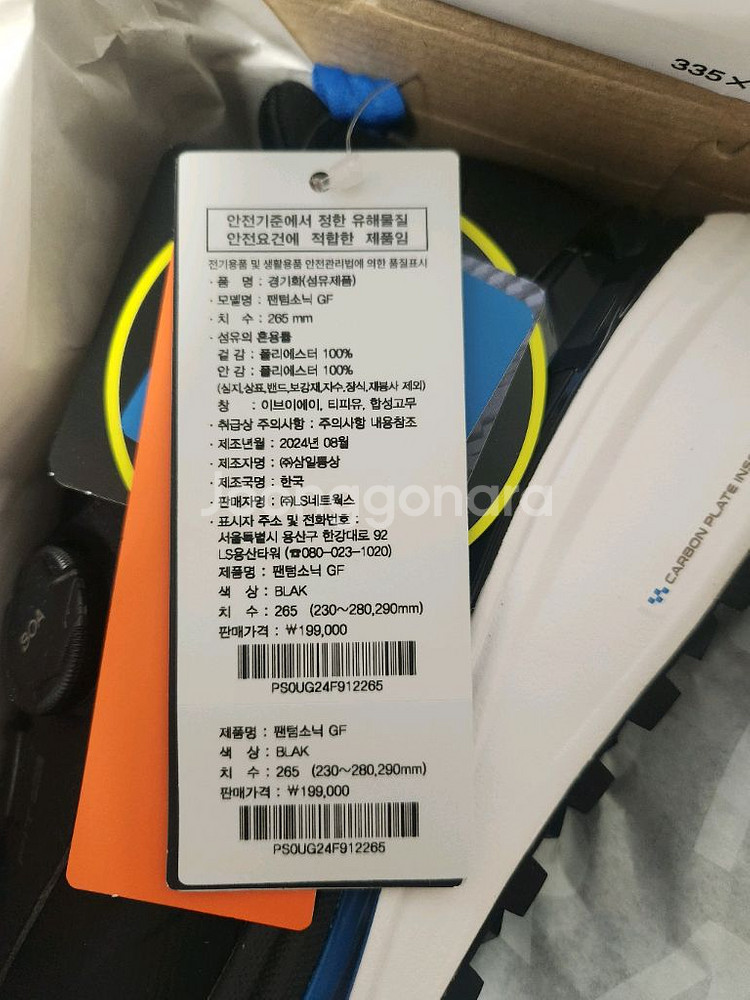 335 X
안전기준에서 정한 유해물질
안전요건에 적합한 제품임
전기용품 및 생활용품 안전관리법에 의한 품질표시
· 품 명 : 경기화(섬유제품)
· 모델명 : 팬텀소닉 GF
· 치 수 : 265 mm
· 섬유의 혼용률
겉 감 : 폴리에스터 100%
안 감 : 폴리에스터 100%
(심지,상표,밴드,보강재,자수,장식,재봉사 제외)
창 : 이브이에이, 티피유, 합성고무
· 취급상 주의사항 : 주의사항 내용참조
· 제조년월 : 2024년 08월
· 제조자명 : ㈜삼일통상
· 제조국명 : 한국
· 판매자명 : ㈜LS네트웍스
· 표시자 주소 및 전화번호 :
서울특별시 용산구 한강대로 92
LS용산타워 (☎080-023-1020)
제품명 : 팬텀소닉 GF
색 상 : BLAK
치 수 : 265 (230~280,290mm)
판매가격 : ₩199,000
PS0UG24F912265
제품명 : 팬텀소닉 GF
색 상 : BLAK
치 수 : 265 (230~280,290mm)
판매가격 : ₩199,000
PS0UG24F912265
CARBON PLATE INS
BOA
Joonggonara